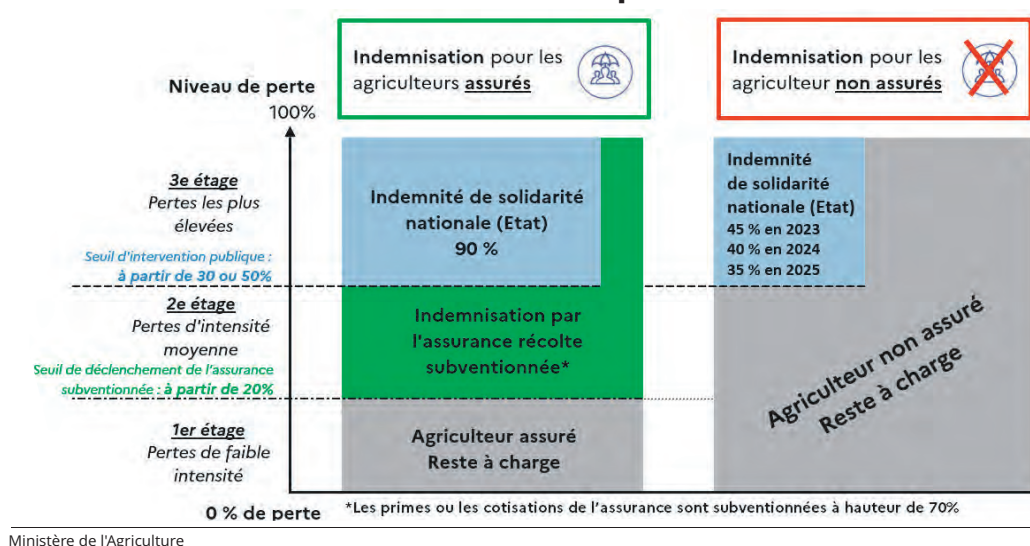 Indemnisation pour les
agriculteurs assurés
Indemnisation pour les
agriculteur non assurés
Niveau de perte
100%
3e étage
Pertes les plus
élevées
Seuil d'intervention publique :
à partir de 30 ou 50%
2e étage
Pertes d'intensité
moyenne
Seuil de déclenchement de l'assurance
subventionnée : à partir de 20%
1er étage
Pertes de faible
intensité
0 % de perte
Indemnité de solidarité
nationale (Etat)
90 %
Indemnisation par
l'assurance récolte
subventionnée*
Agriculteur assuré
Reste à charge
Indemnité
de solidarité
nationale (Etat)
45 % en 2023
40 % en 2024
35 % en 2025
Agriculteur non assuré
Reste à charge
*Les primes ou les cotisations de l'assurance sont subventionnées à hauteur de 70%
Ministère de l'Agriculture